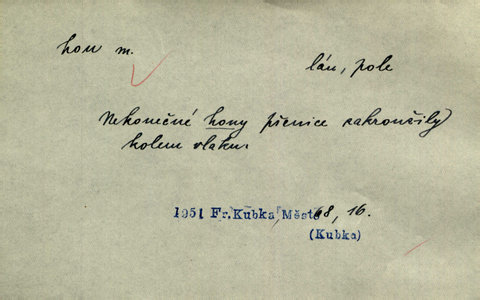 hon m.
lán, pole
Nekonečné hony pšenice zakroužily
kolem vlaku.
1951 Fr. Kubka, Město 68, 16.
(Kubka)